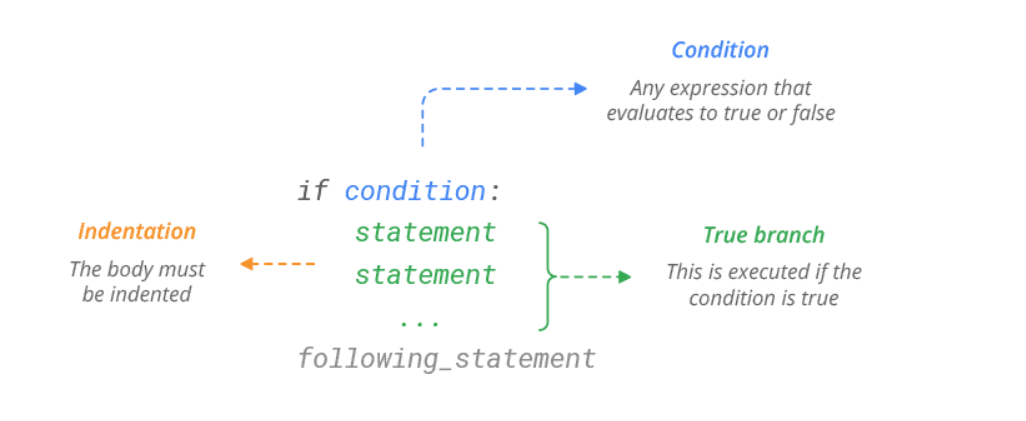 Condition
Any expression that
evaluates to true or false
if condition:
statement
statement
...
following_statement
Indentation
The body must
be indented
True branch
This is executed if the
condition is true